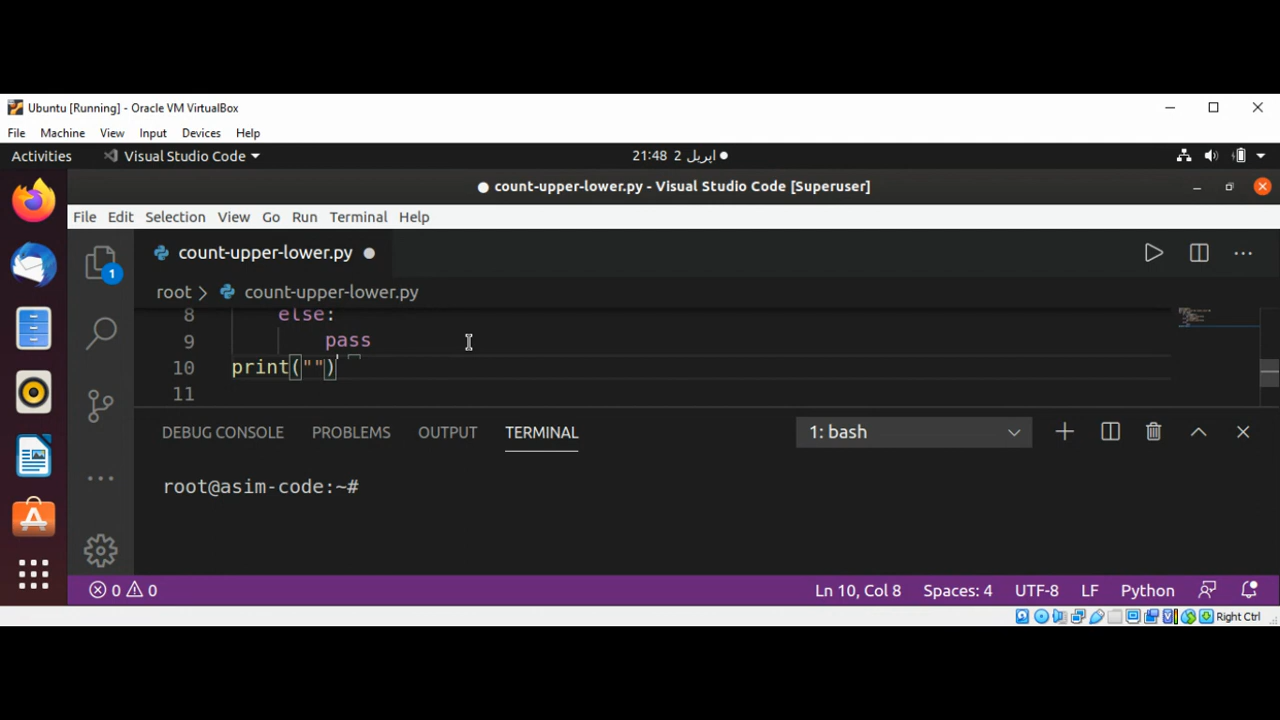 Ubuntu [Running] - Oracle VM VirtualBox
File Machine View Input Devices Help
Activities Visual Studio Code 21:48 2 اپریل
count-upper-lower.py - Visual Studio Code [Superuser]
File Edit Selection View Go Run Terminal Help
1 count-upper-lower.py
root > count-upper-lower.py
8 else:
9 pass
10 print("")
11
DEBUG CONSOLE PROBLEMS OUTPUT TERMINAL 1: bash
root@asim-code:~#
0 0 Ln 10, Col 8 Spaces: 4 UTF-8 LF Python
Right Ctrl